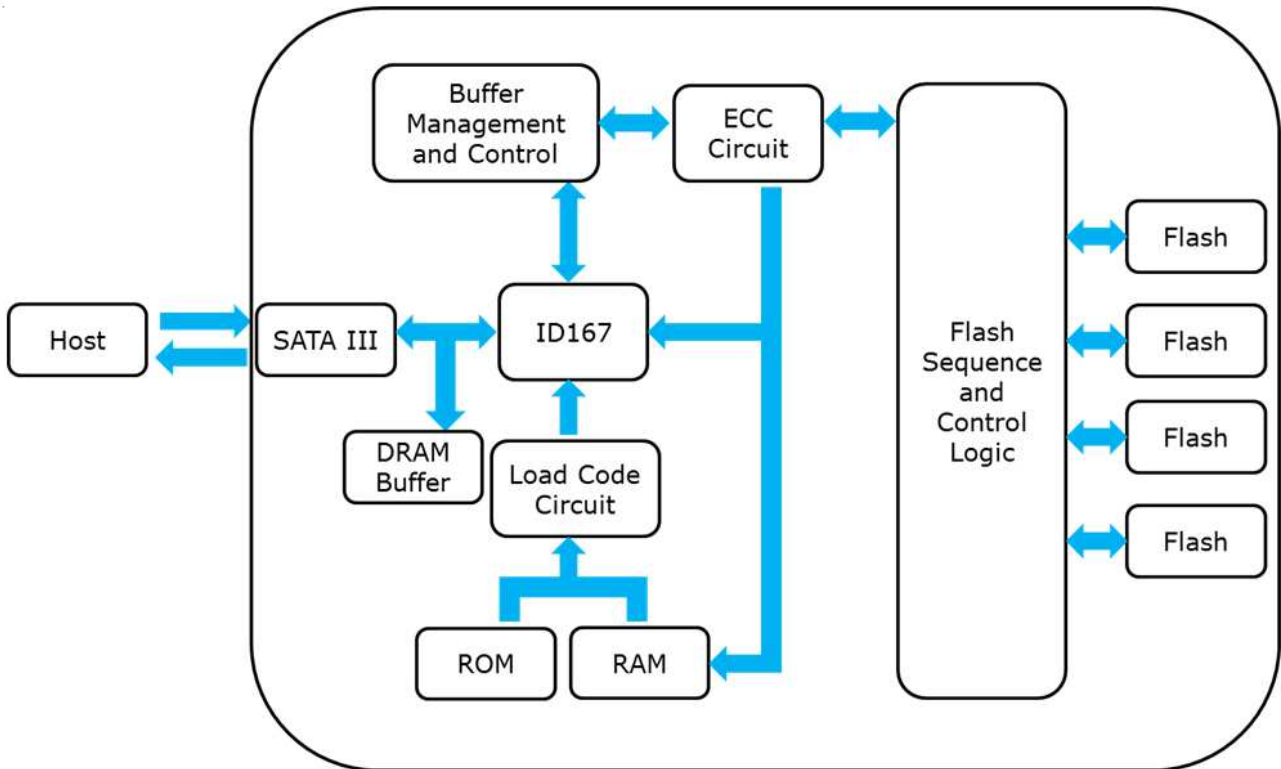 Buffer
Management
and Control
ECC
Circuit
Flash
Host
SATA III
ID167
Flash
Sequence
and
Control
Logic
Flash
DRAM
Buffer
Load Code
Circuit
Flash
Flash
ROM
RAM